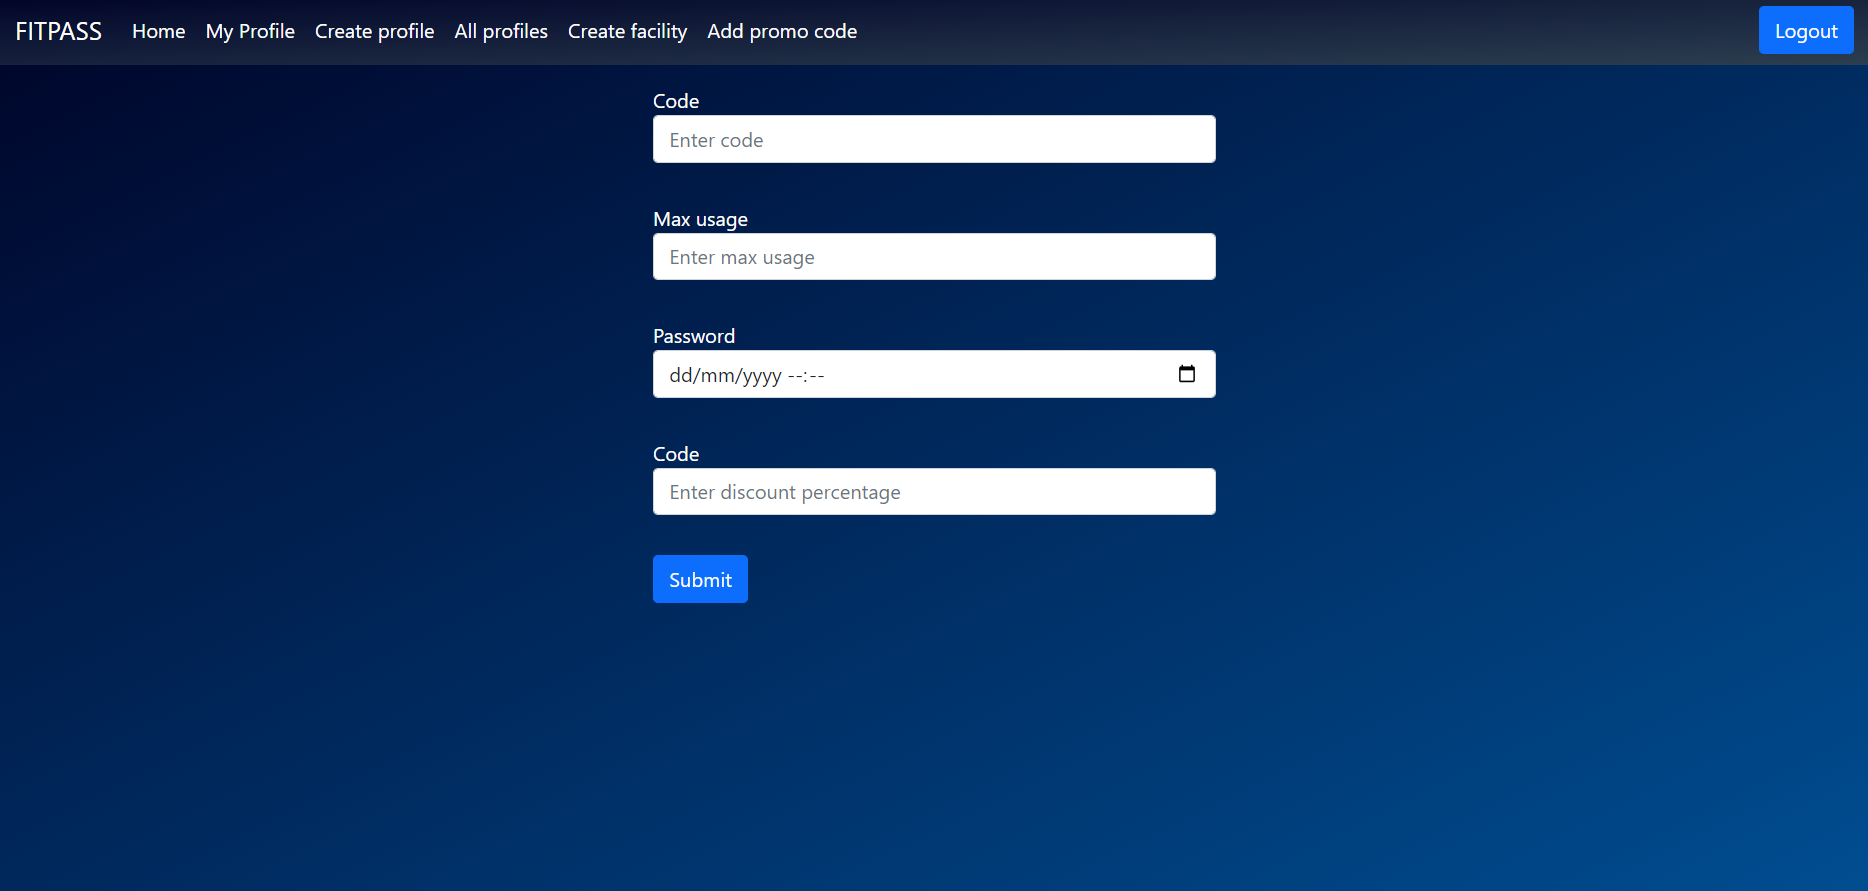 FITPASS Home My Profile Create profile All profiles Create facility Add promo code Logout
Code
Enter code
Max usage
Enter max usage
Password
dd/mm/yyyy --:--
Code
Enter discount percentage
Submit